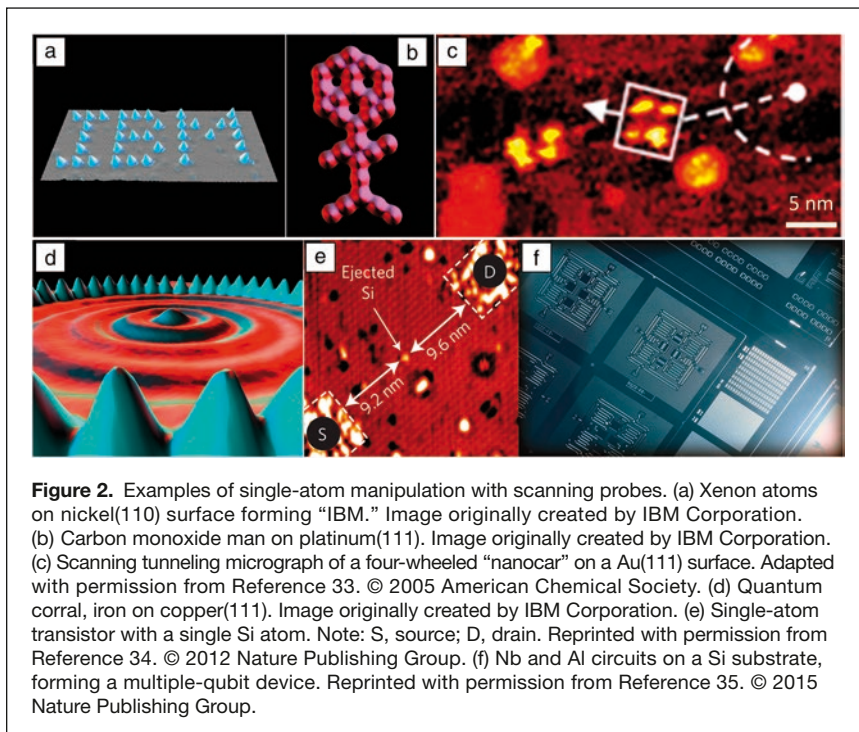 a
b
c
5 nm
d
e
Ejected
Si
D
9.6 nm
9.2 nm
S
f
Figure 2. Examples of single-atom manipulation with scanning probes. (a) Xenon atoms
on nickel(110) surface forming “IBM.” Image originally created by IBM Corporation.
(b) Carbon monoxide man on platinum(111). Image originally created by IBM Corporation.
(c) Scanning tunneling micrograph of a four-wheeled “nanocar” on a Au(111) surface. Adapted
with permission from Reference 33. © 2005 American Chemical Society. (d) Quantum
corral, iron on copper(111). Image originally created by IBM Corporation. (e) Single-atom
transistor with a single Si atom. Note: S, source; D, drain. Reprinted with permission from
Reference 34. © 2012 Nature Publishing Group. (f) Nb and Al circuits on a Si substrate,
forming a multiple-qubit device. Reprinted with permission from Reference 35. © 2015
Nature Publishing Group.